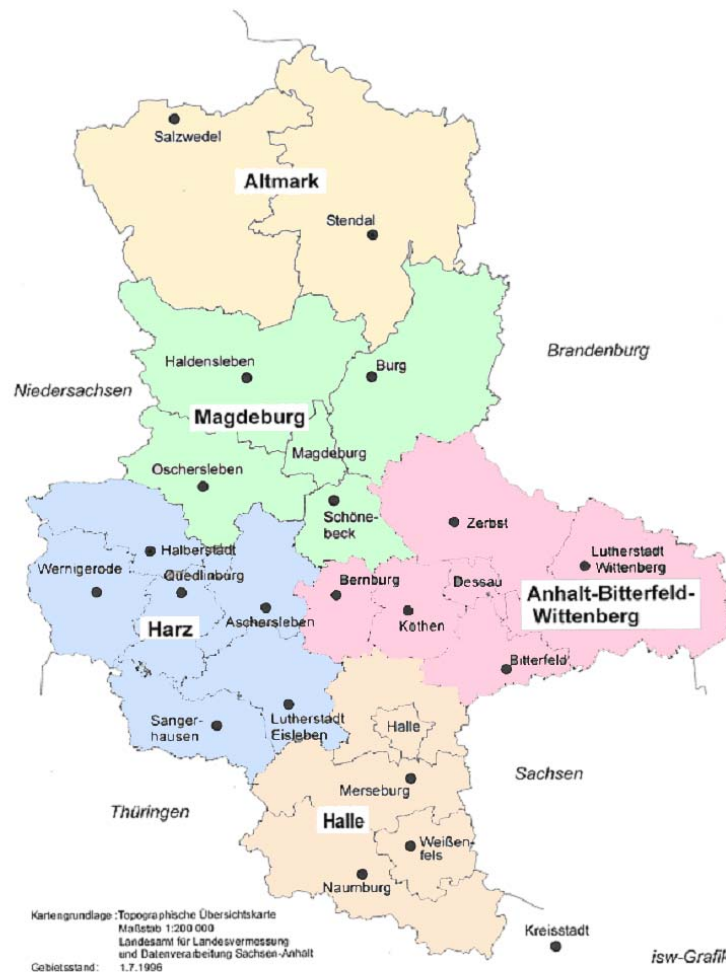 Salzwedel
Altmark
Stendal
Brandenburg
Haldensleben
Burg
Niedersachsen
Magdeburg
Magdeburg
Oschersleben
Schöne-
beck
Zerbst
Halberstadt
Lutherstadt
Wittenberg
Wernigerode
Quedlinburg
Bernburg
Dessau
Anhalt-Bitterfeld-
Wittenberg
Aschersleben
Köthen
Harz
Bitterfeld
Sanger-
hausen
Lutherstadt
Eisleben
Halle
Sachsen
Merseburg
Thüringen
Halle
Weißen-
fels
Naumburg
Kartengrundlage :Topographische Übersichtskarte
Maßstab 1:200 000
Landesamt für Landesvermessung
und Datenverarbeitung Sachsen-Anhalt
Gebietsstand: 1.7.1996
Kreisstadt
isw-Grafi